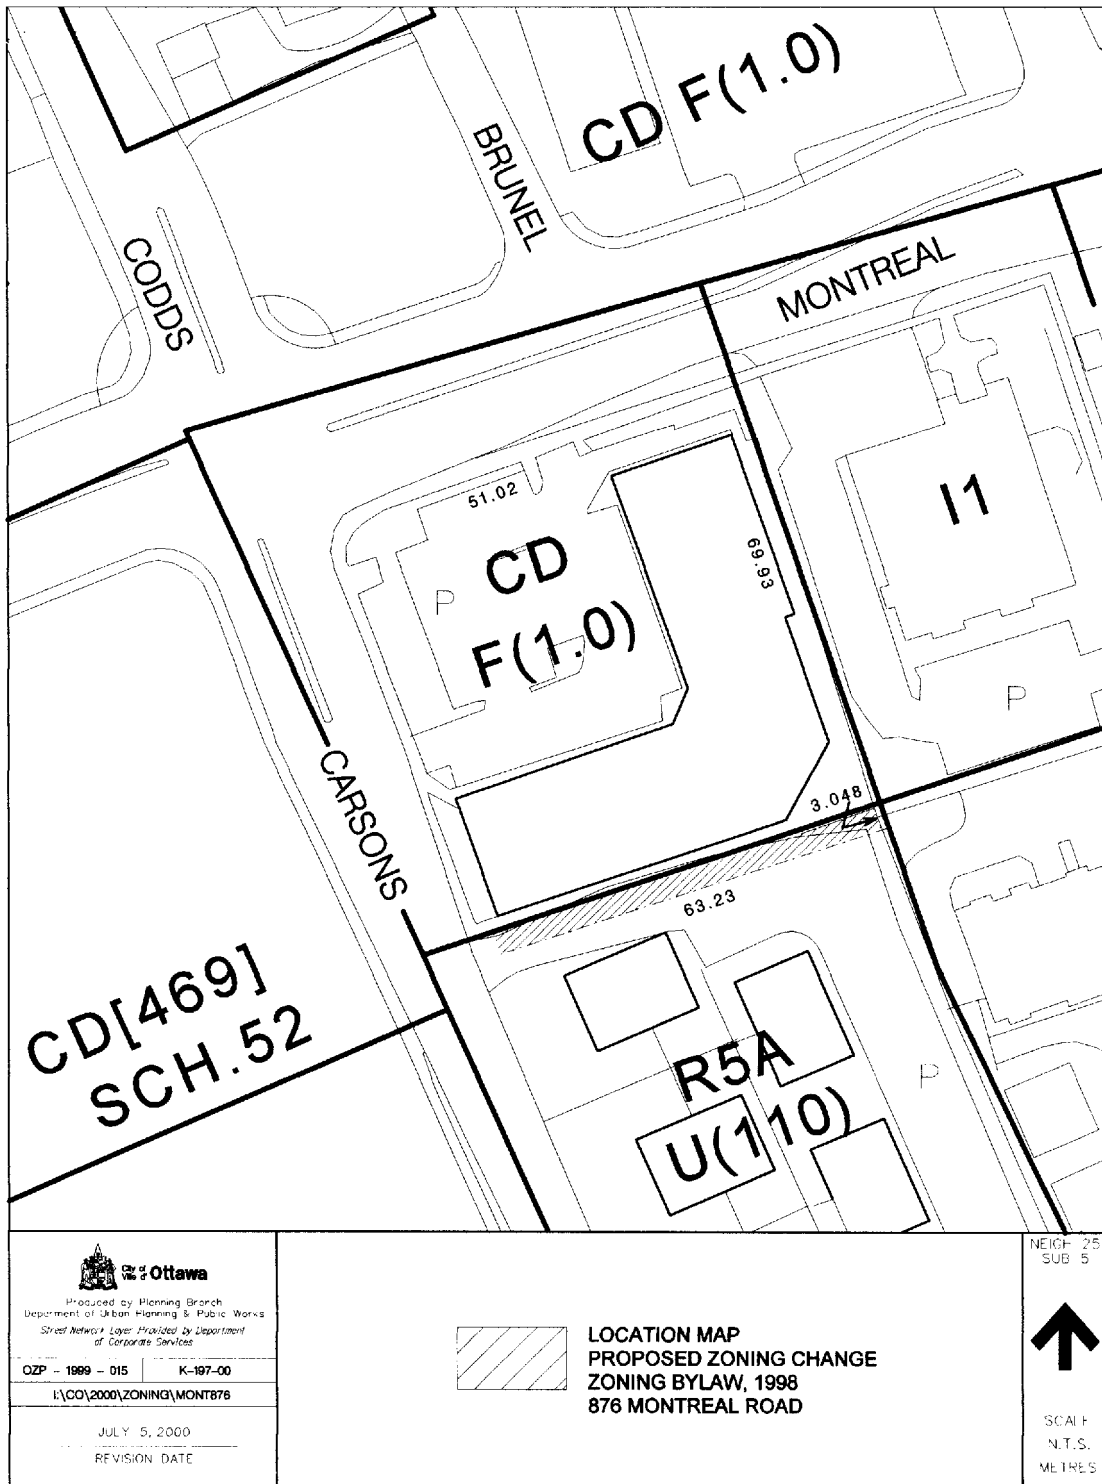 CD F(1.0)
BRUNEL
CODDS
MONTREAL
51.02
CD
F(1.0)
P
69.93
I1
P
CARSONS
3.048
63.23
CD[469]
SCH.52
R5A
U(110)
P
City of
Ville d'
Ottawa
Produced by Planning Branch
Department of Urban Planning & Public Works
Street Network Layer Provided by Department
of Corporate Services
OZP - 1999 - 015
K-197-00
I:\CO\2000\ZONING\MONT876
JULY 5, 2000
REVISION DATE
LOCATION MAP
PROPOSED ZONING CHANGE
ZONING BYLAW, 1998
876 MONTREAL ROAD
NEIGH 25
SUB 5
SCALE
N.T.S.
METRES